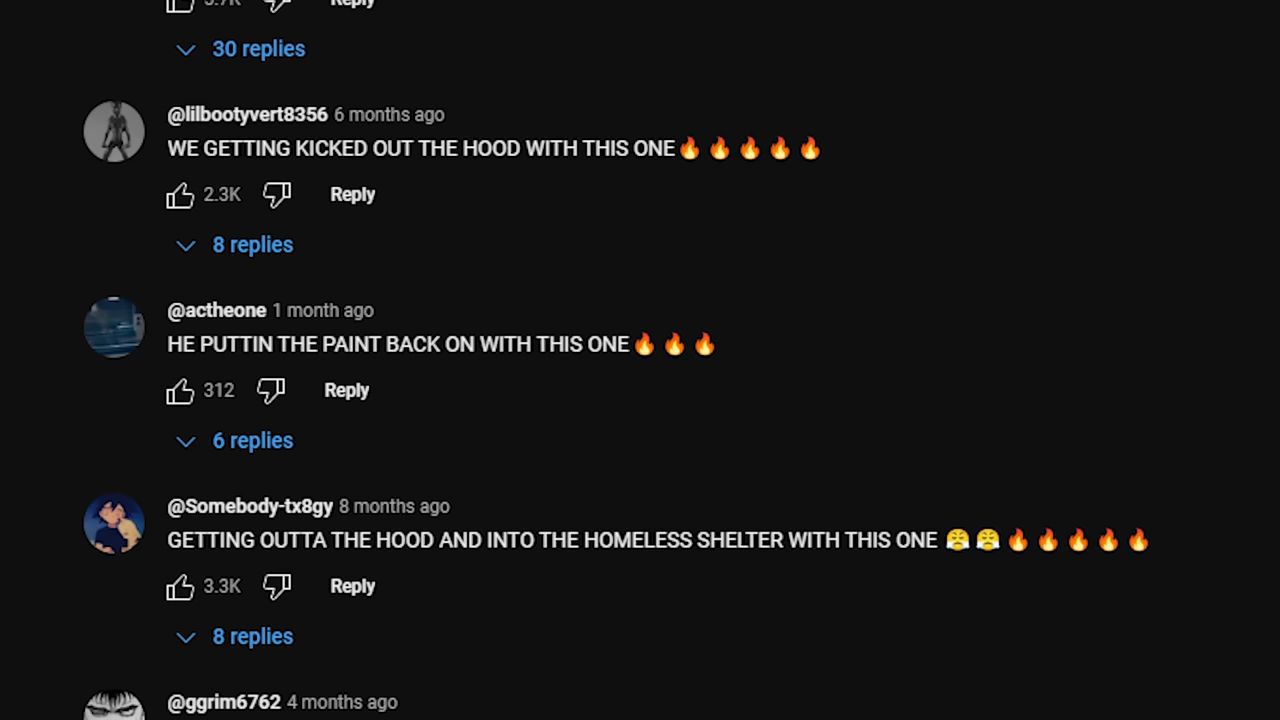 3.7K Reply
30 replies
@lilbootyvert8356 6 months ago
WE GETTING KICKED OUT THE HOOD WITH THIS ONE🔥🔥🔥🔥🔥
2.3K Reply
8 replies
@actheone 1 month ago
HE PUTTIN THE PAINT BACK ON WITH THIS ONE🔥🔥🔥
312 Reply
6 replies
@Somebody-tx8gy 8 months ago
GETTING OUTTA THE HOOD AND INTO THE HOMELESS SHELTER WITH THIS ONE 😤😤🔥🔥🔥🔥🔥
3.3K Reply
8 replies
@ggrim6762 4 months ago